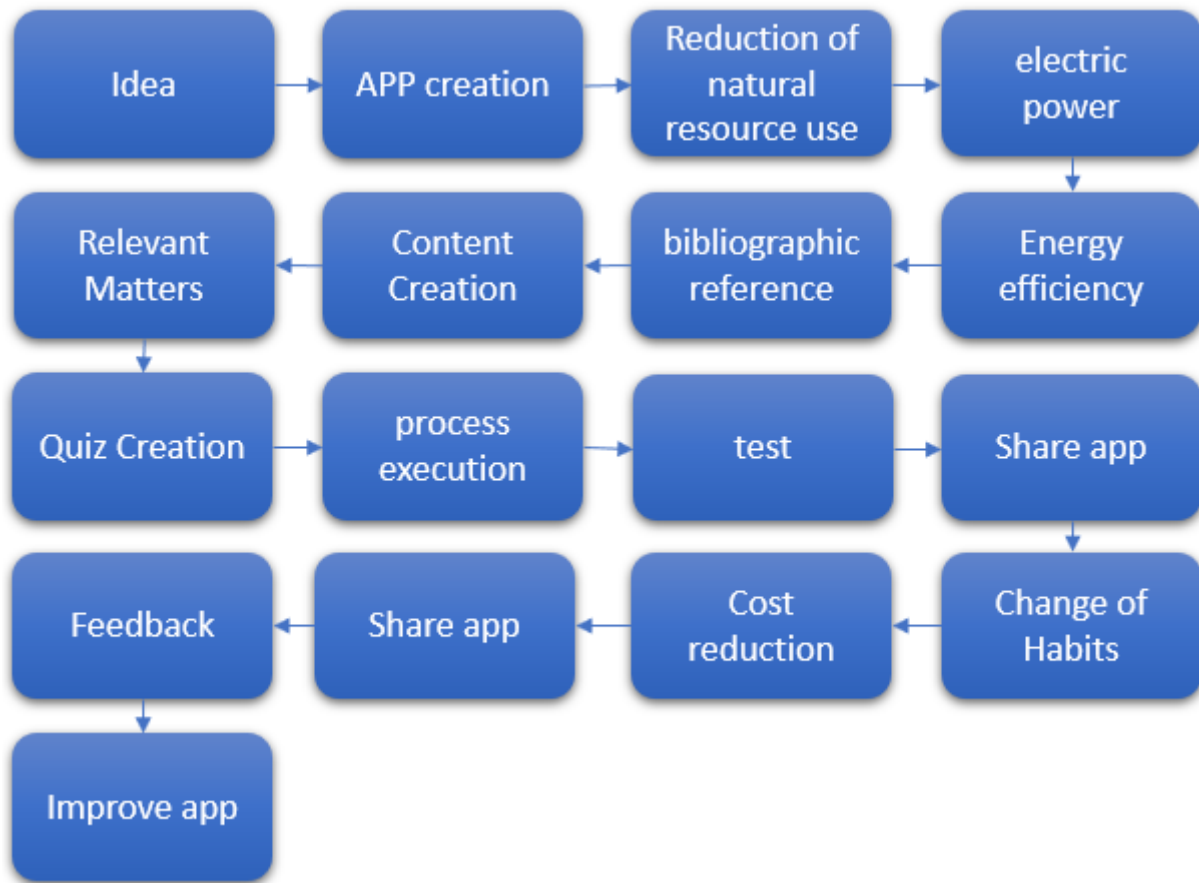 Idea
APP creation
Reduction of
natural
resource use
electric
power
Energy
efficiency
bibliographic
reference
Content
Creation
Relevant
Matters
Quiz Creation
process
execution
test
Share app
Change of
Habits
Cost
reduction
Share app
Feedback
Improve app